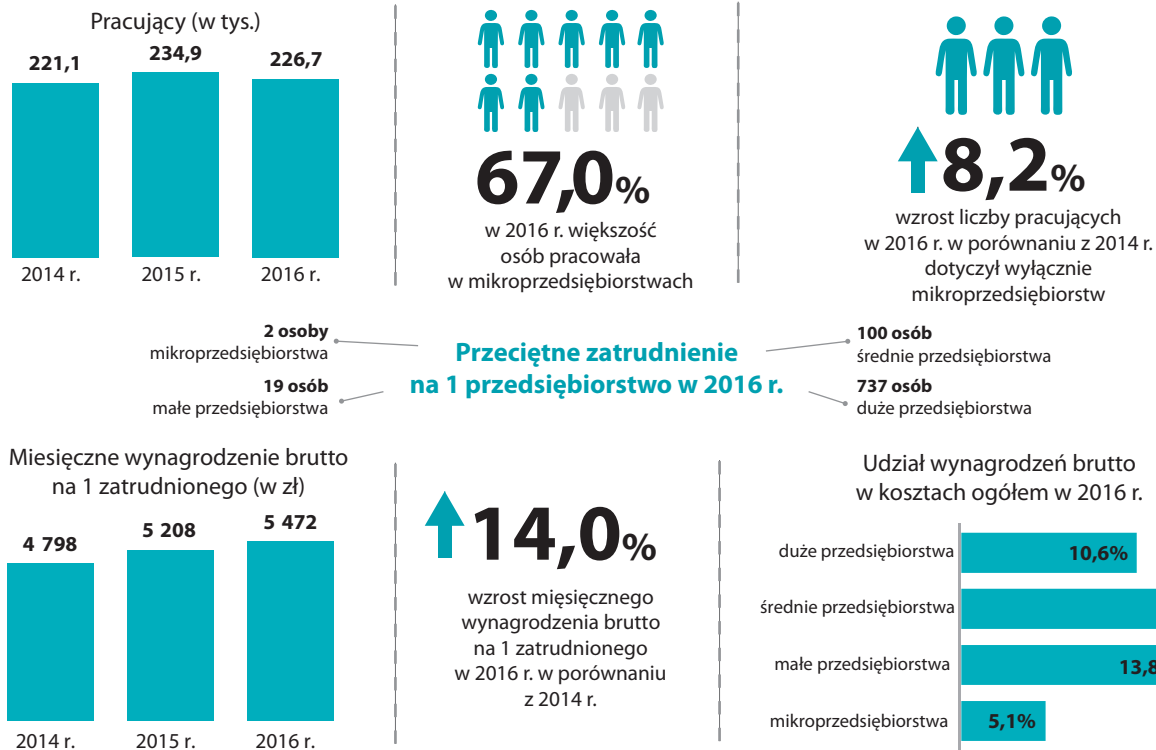 Pracujący (w tys.)
221,1
234,9
226,7
2014 r.
2015 r.
2016 r.
67,0%
w 2016 r. większość
osób pracowała
w mikroprzedsiębiorstwach
8,2%
wzrost liczby pracujących
w 2016 r. w porównaniu z 2014 r.
dotyczył wyłącznie
mikroprzedsiębiorstw
2 osoby
mikroprzedsiębiorstwa
19 osób
małe przedsiębiorstwa
Przeciętne zatrudnienie
na 1 przedsiębiorstwo w 2016 r.
100 osób
średnie przedsiębiorstwa
737 osób
duże przedsiębiorstwa
Miesięczne wynagrodzenie brutto
na 1 zatrudnionego (w zł)
4 798
5 208
5 472
2014 r.
2015 r.
2016 r.
14,0%
wzrost mięsięcznego
wynagrodzenia brutto
na 1 zatrudnionego
w 2016 r. w porównaniu
z 2014 r.
Udział wynagrodzeń brutto
w kosztach ogółem w 2016 r.
duże przedsiębiorstwa
10,6%
średnie przedsiębiorstwa
małe przedsiębiorstwa
13,8
mikroprzedsiębiorstwa
5,1%